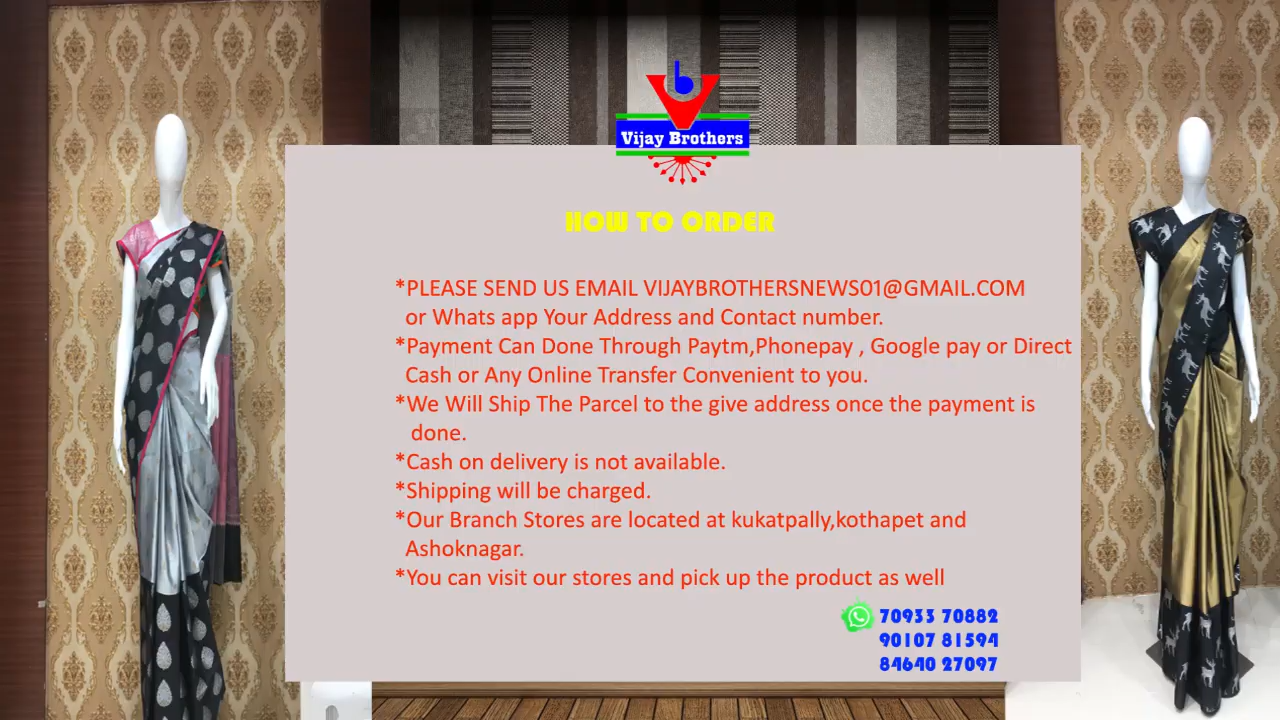 b
Vijay Brothers
HOW TO ORDER
*PLEASE SEND US EMAIL VIJAYBROTHERSNEWS01@GMAIL.COM
or Whats app Your Address and Contact number.
*Payment Can Done Through Paytm,Phonepay , Google pay or Direct
Cash or Any Online Transfer Convenient to you.
*We Will Ship The Parcel to the give address once the payment is
done.
*Cash on delivery is not available.
*Shipping will be charged.
*Our Branch Stores are located at kukatpally,kothapet and
Ashoknagar.
*You can visit our stores and pick up the product as well
70933 70882
90107 81594
84640 27097